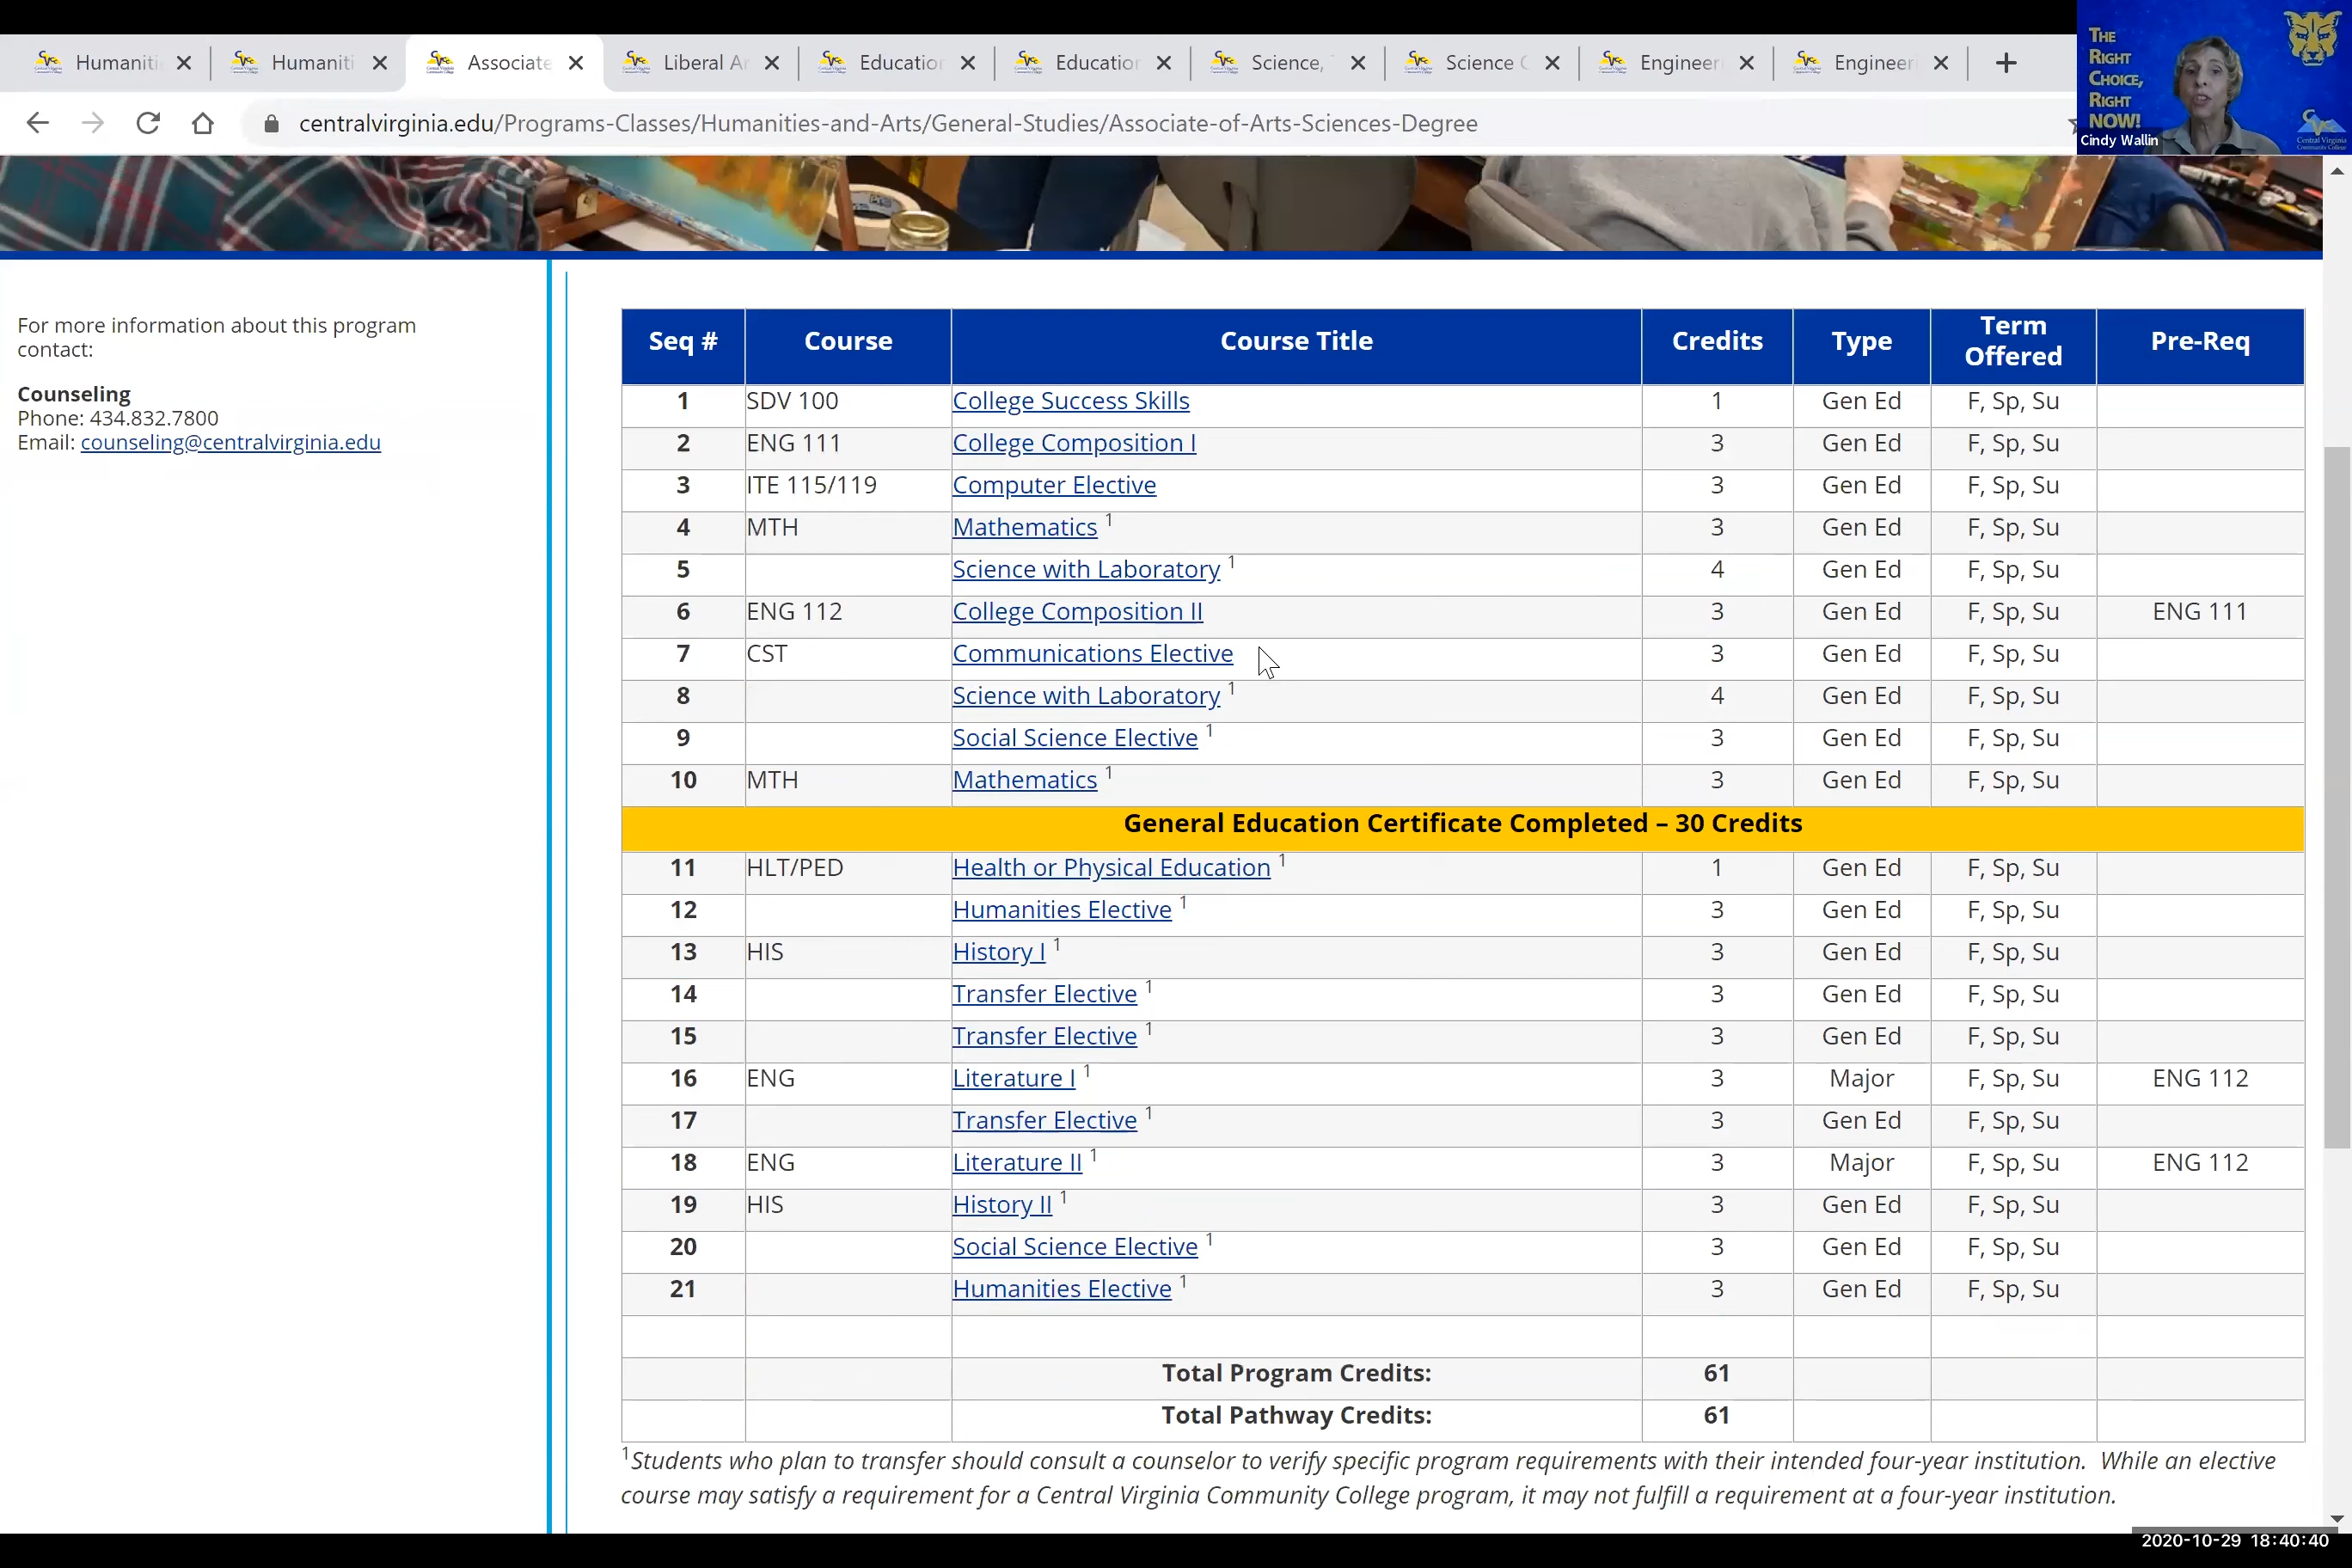 Humaniti
Humaniti
Associate
Liberal Ar
Education
Education
Science,
Science
Engineer
Engineer
centralvirginia.edu/Programs-Classes/Humanities-and-Arts/General-Studies/Associate-of-Arts-Sciences-Degree
THE
RIGHT
CHOICE,
RIGHT
NOW!
Cindy Wallin
Central Virginia
Community College
For more information about this program
contact:
Counseling
Phone: 434.832.7800
Email: counseling@centralvirginia.edu
Seq # Course Course Title Credits Type Term Offered Pre-Req
1 SDV 100 College Success Skills 1 Gen Ed F, Sp, Su
2 ENG 111 College Composition I 3 Gen Ed F, Sp, Su
3 ITE 115/119 Computer Elective 3 Gen Ed F, Sp, Su
4 MTH Mathematics 1 3 Gen Ed F, Sp, Su
5 Science with Laboratory 1 4 Gen Ed F, Sp, Su
6 ENG 112 College Composition II 3 Gen Ed F, Sp, Su ENG 111
7 CST Communications Elective 3 Gen Ed F, Sp, Su
8 Science with Laboratory 1 4 Gen Ed F, Sp, Su
9 Social Science Elective 1 3 Gen Ed F, Sp, Su
10 MTH Mathematics 1 3 Gen Ed F, Sp, Su
General Education Certificate Completed – 30 Credits
11 HLT/PED Health or Physical Education 1 1 Gen Ed F, Sp, Su
12 Humanities Elective 1 3 Gen Ed F, Sp, Su
13 HIS History I 1 3 Gen Ed F, Sp, Su
14 Transfer Elective 1 3 Gen Ed F, Sp, Su
15 Transfer Elective 1 3 Gen Ed F, Sp, Su
16 ENG Literature I 1 3 Major F, Sp, Su ENG 112
17 Transfer Elective 1 3 Gen Ed F, Sp, Su
18 ENG Literature II 1 3 Major F, Sp, Su ENG 112
19 HIS History II 1 3 Gen Ed F, Sp, Su
20 Social Science Elective 1 3 Gen Ed F, Sp, Su
21 Humanities Elective 1 3 Gen Ed F, Sp, Su
Total Program Credits: 61
Total Pathway Credits: 61
1Students who plan to transfer should consult a counselor to verify specific program requirements with their intended four-year institution. While an elective
course may satisfy a requirement for a Central Virginia Community College program, it may not fulfill a requirement at a four-year institution.
2020-10-29 18:40:40